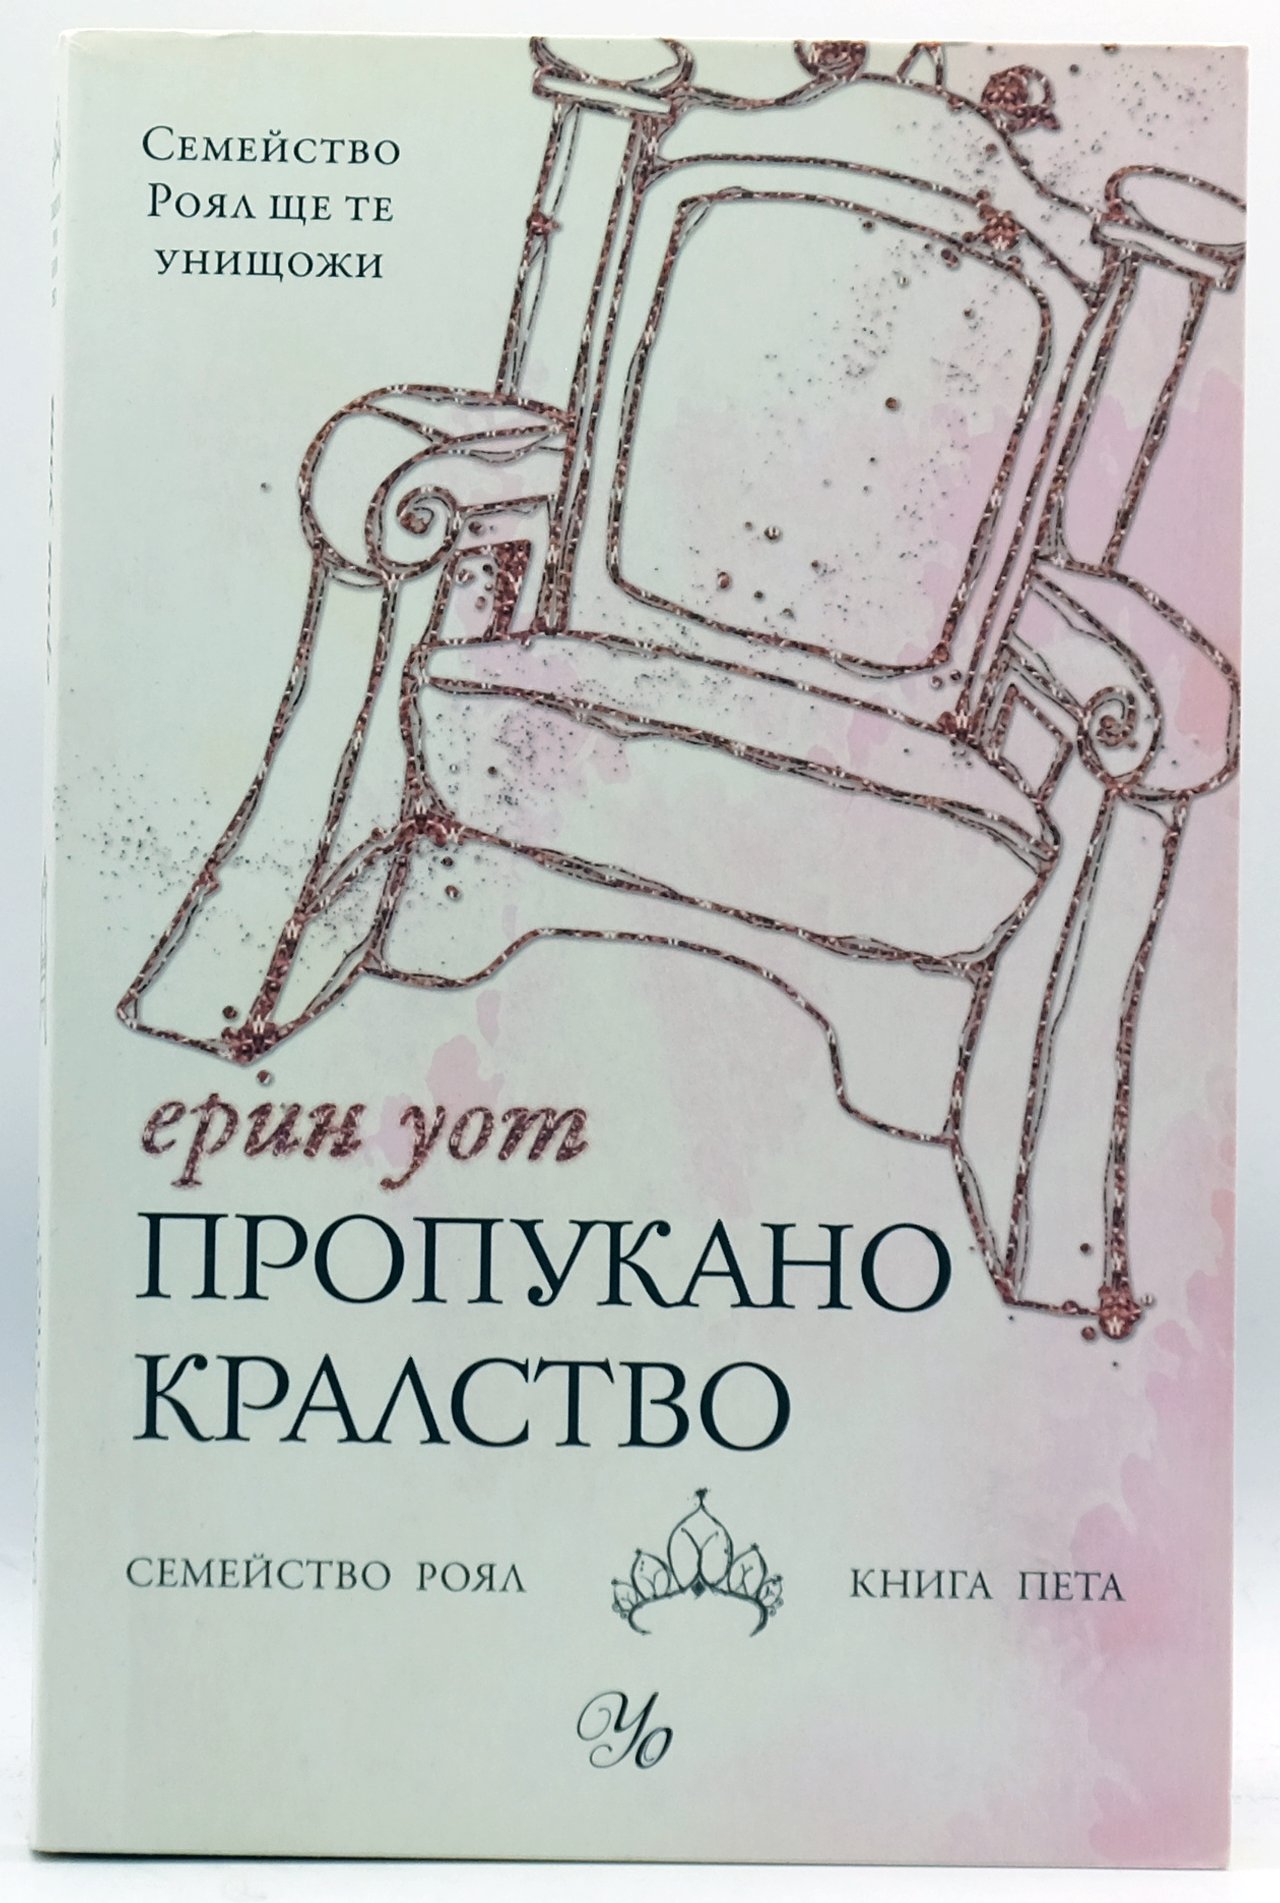 Семейство
Роял ще те
унищожи
ерин уот
ПРОПУКАНО
КРАЛСТВО
СЕМЕЙСТВО РОЯЛ КНИГА ПЕТА
Уо